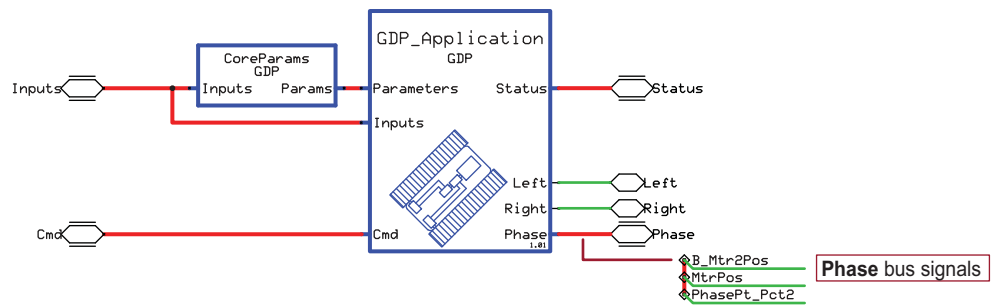 GDP_Application
GDP
CoreParams
GDP
Inputs
Inputs
Params
Parameters
Status
Status
Inputs
Left
Left
Right
Right
Cmd
Cmd
Phase
Phase
1.01
B_Mtr2Pos
MtrPos
PhasePt_Pct2
Phase bus signals